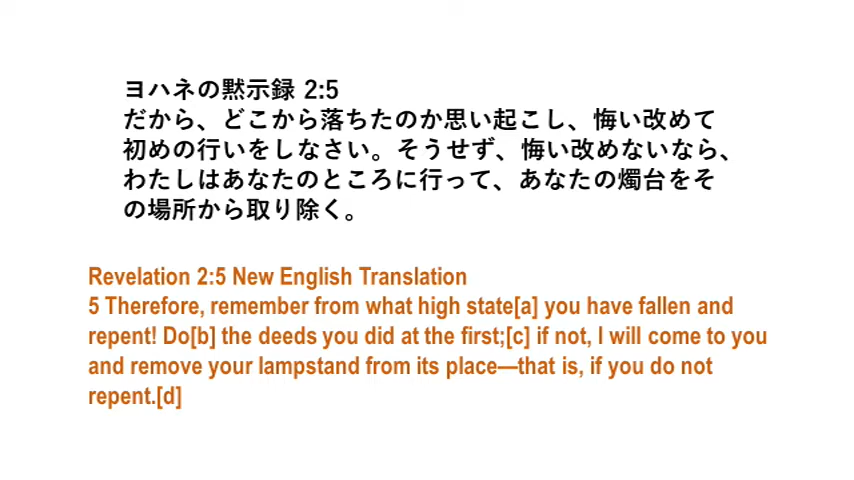 ヨハネの黙示録 2:5
だから、どこから落ちたのか思い起こし、悔い改めて
初めの行いをしなさい。そうせず、悔い改めないなら、
わたしはあなたのところに行って、あなたの燭台をそ
の場所から取り除く。
Revelation 2:5 New English Translation
5 Therefore, remember from what high state[a] you have fallen and
repent! Do[b] the deeds you did at the first;[c] if not, I will come to you
and remove your lampstand from its place—that is, if you do not
repent.[d]